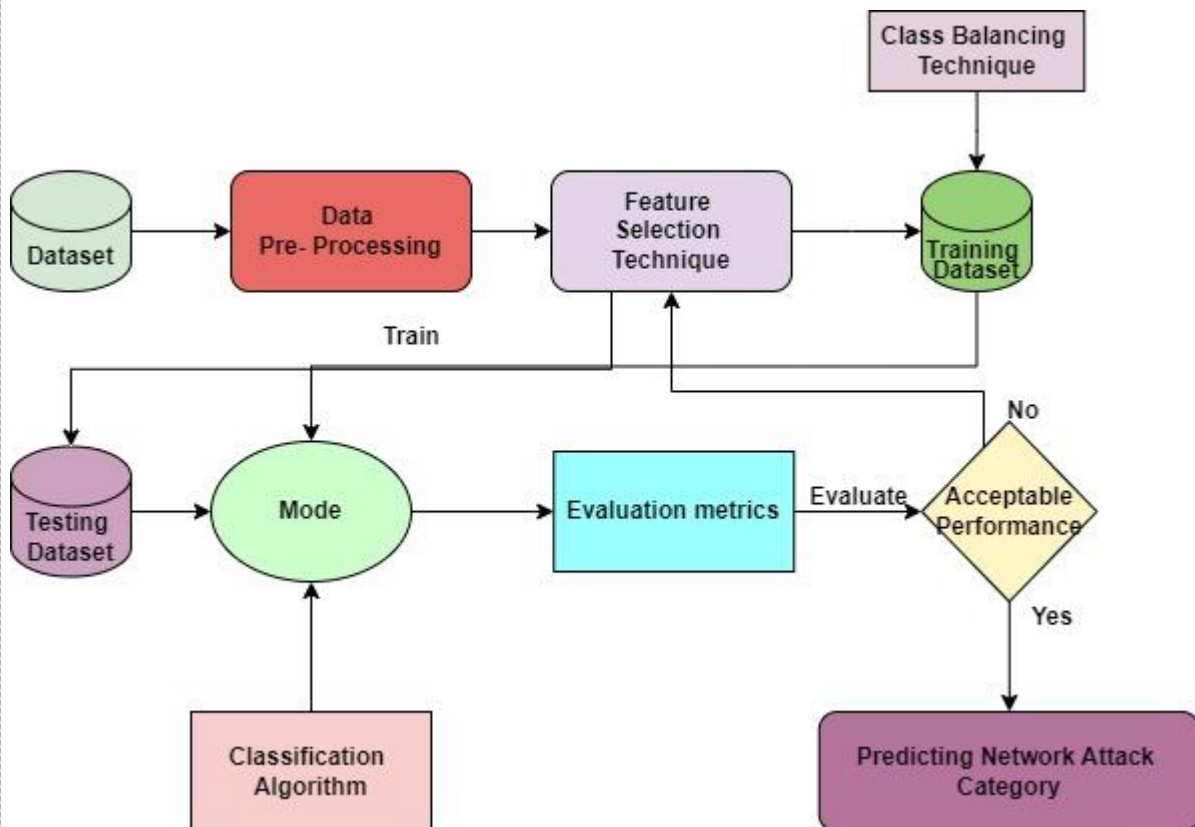 Class Balancing
Technique
Dataset
Data
Pre- Processing
Feature
Selection
Technique
Training
Dataset
Train
No
Testing
Dataset
Mode
Evaluation metrics
Evaluate
Acceptable
Performance
Yes
Classification
Algorithm
Predicting Network Attack
Category